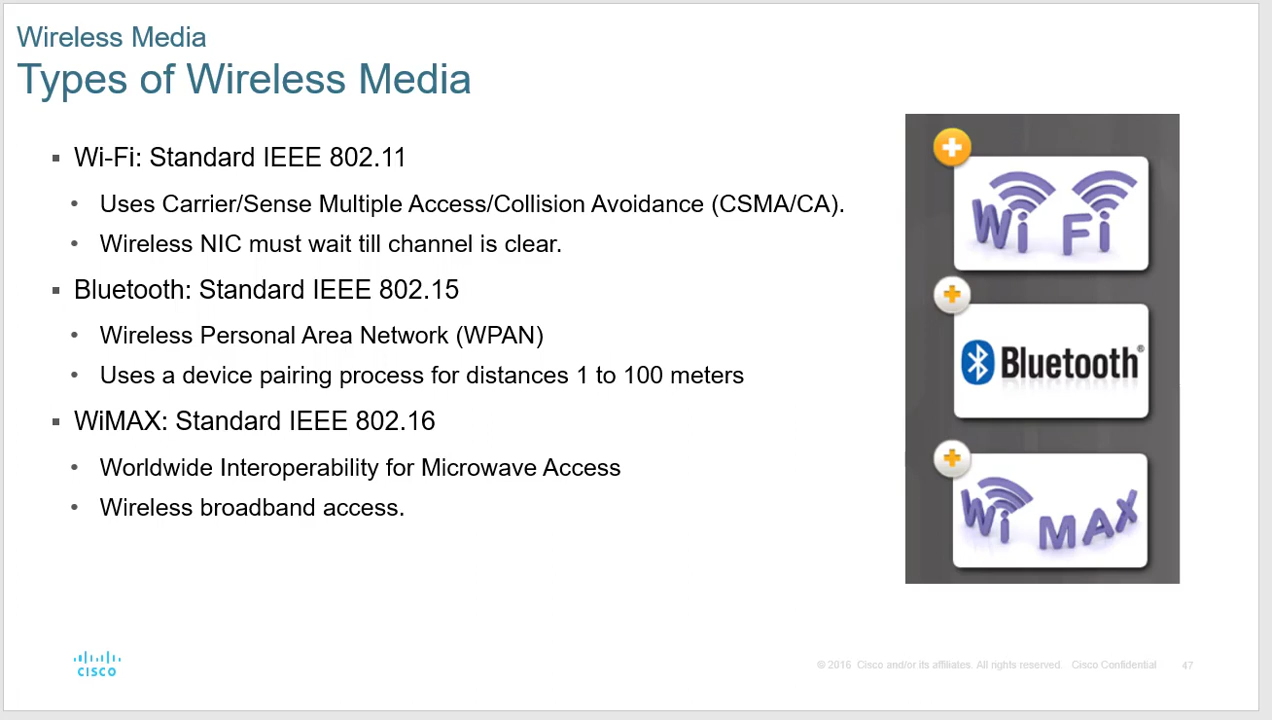 Wireless Media
Types of Wireless Media
▪ Wi-Fi: Standard IEEE 802.11
• Uses Carrier/Sense Multiple Access/Collision Avoidance (CSMA/CA).
• Wireless NIC must wait till channel is clear.
▪ Bluetooth: Standard IEEE 802.15
• Wireless Personal Area Network (WPAN)
• Uses a device pairing process for distances 1 to 100 meters
▪ WiMAX: Standard IEEE 802.16
• Worldwide Interoperability for Microwave Access
• Wireless broadband access.
Wi Fi
Bluetooth®
Wi MAX
CISCO
© 2016 Cisco and/or its affiliates. All rights reserved. Cisco Confidential 47